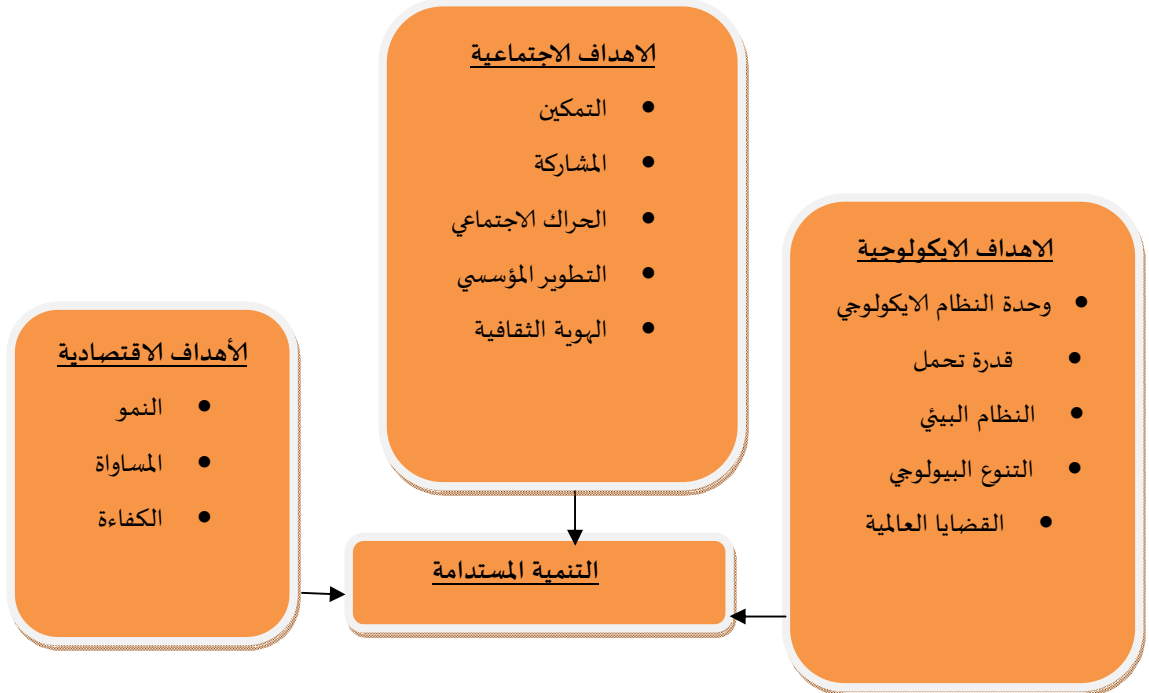 الاهداف الاجتماعية
• التمكين
• المشاركة
• الحراك الاجتماعي
• التطوير المؤسسي
• الهوية الثقافية
الاهداف الايكولوجية
• وحدة النظام الايكولوجي
• قدرة تحمل
• النظام البيئي
• التنوع البيولوجي
• القضايا العالمية
الأهداف الاقتصادية
• النمو
• المساواة
• الكفاءة
التنمية المستدامة